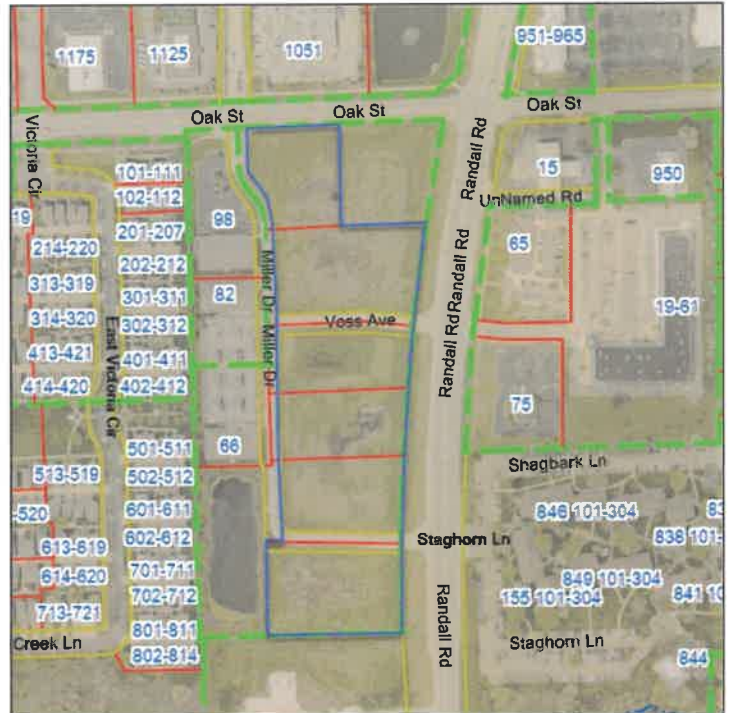 951-965
1175
1125
1051
Oak St
Oak St
Oak St
Victoria Cir
Randall Rd
101-111
15
950
102-112
UnNamed Rd
19
98
201-207
214-220
65
202-212
Miller Dr
Randall Rd
313-319
82
301-311
19-61
314-320
302-312
Voss Ave
East Victoria Cir
Miller Dr
Randall Rd
413-421
401-411
414-420
402-412
75
501-511
66
Shagbark Ln
513-519
502-512
-520
601-611
846 101-304
613-619
602-612
Staghorn Ln
838 101-
614-620
701-711
849 101-304
702-712
155 101-304
713-721
Randall Rd
801-811
Creek Ln
Staghorn Ln
802-814
844